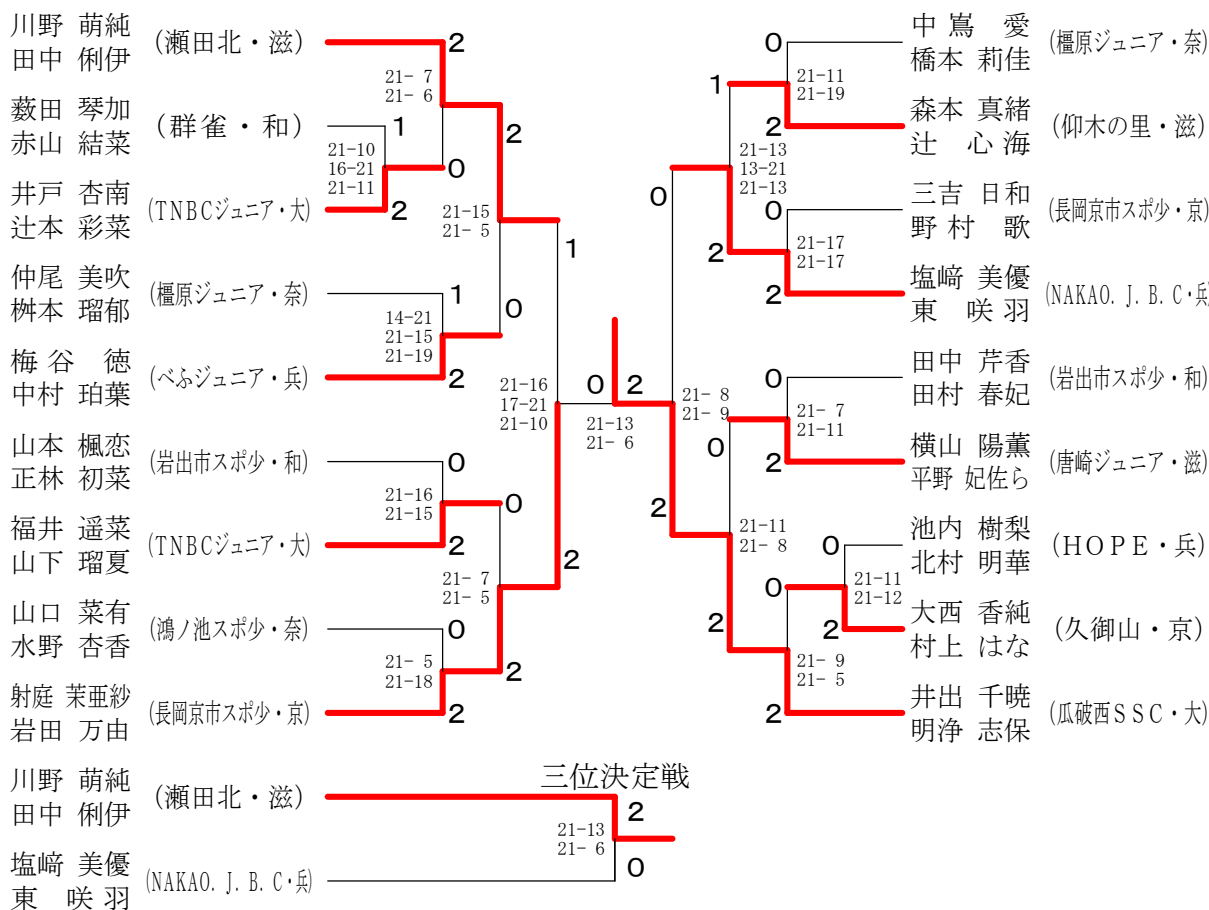 川野 萌純
田中 俐伊
(瀬田北・滋)
2
21- 7
21- 6
薮田 琴加
赤山 結菜
(群雀・和)
1
21-10
16-21
21-11
0
2
井戸 杏南
辻本 彩菜
(TNBCジュニア・大)
2
21-15
21- 5
1
仲尾 美吹
桝本 瑠郁
(橿原ジュニア・奈)
1
14-21
21-15
21-19
0
梅谷 徳
中村 珀葉
(べふジュニア・兵)
2
21-16
17-21
21-10
山本 楓恋
正林 初菜
(岩出市スポ少・和)
0
21-16
21-15
0
福井 遥菜
山下 瑠夏
(TNBCジュニア・大)
2
21- 7
21- 5
2
山口 菜有
水野 杏香
(鴻ノ池スポ少・奈)
0
21- 5
21-18
2
射庭 茉亜紗
岩田 万由
(長岡京市スポ少・京)
2
0
2
21-13
21- 6
中嶌 愛
橋本 莉佳
(橿原ジュニア・奈)
0
21-11
21-19
1
森本 真緒
辻 心海
(仰木の里・滋)
2
21-13
13-21
21-13
0
三吉 日和
野村 歌
(長岡京市スポ少・京)
0
21-17
21-17
2
塩﨑 美優
東 咲羽
(NAKAO. J. B. C・兵)
2
21- 8
21- 9
田中 芹香
田村 春妃
(岩出市スポ少・和)
0
21- 7
21-11
0
横山 陽薫
平野 妃佐ら
(唐崎ジュニア・滋)
2
2
21-11
21- 8
池内 樹梨
北村 明華
(HOPE・兵)
0
21-11
21-12
0
大西 香純
村上 はな
(久御山・京)
2
2
21- 9
21- 5
井出 千暁
明浄 志保
(瓜破西SSC・大)
2
三位決定戦
川野 萌純
田中 俐伊
(瀬田北・滋)
2
21-13
21- 6
塩﨑 美優
東 咲羽
(NAKAO. J. B. C・兵)
0